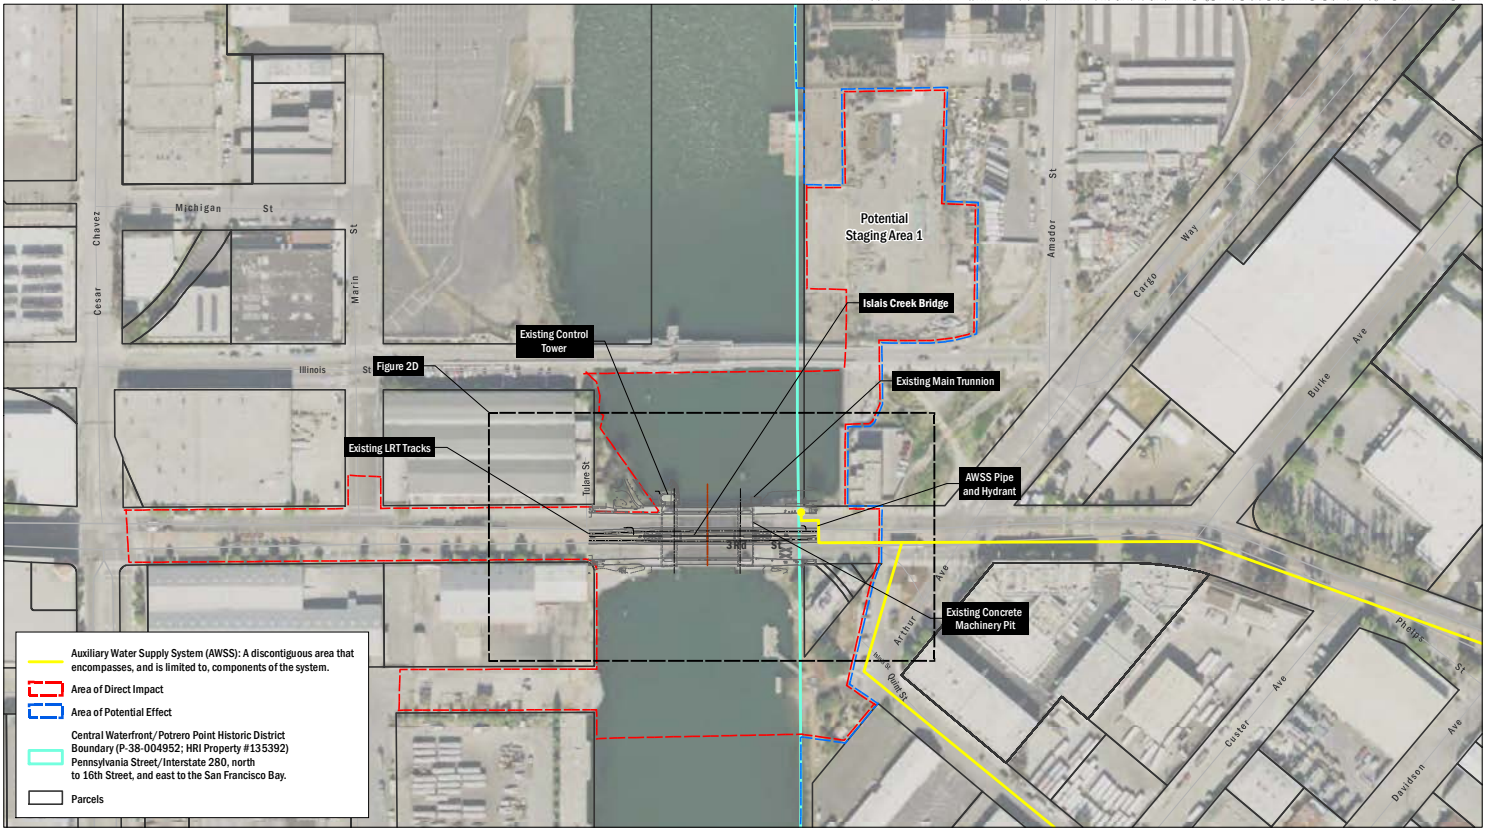 Michigan St
Cesar Chavez
Marin St
Potential
Staging Area 1
Amador St
Cargo Way
Islais Creek Bridge
Existing Control
Tower
Figure 2D
Illinois St
Existing Main Trunnion
Burke Ave
Existing LRT Tracks
Tulare St
AWSS Pipe
and Hydrant
3Rd St
Existing Concrete
Machinery Pit
Arthur Ave
Quint St
Phelps St
Custer Ave
Davidson Ave
Auxiliary Water Supply System (AWSS): A discontiguous area that
encompasses, and is limited to, components of the system.
Area of Direct Impact
Area of Potential Effect
Central Waterfront/Potrero Point Historic District
Boundary (P-38-004952; HRI Property #135392)
Pennsylvania Street/Interstate 280, north
to 16th Street, and east to the San Francisco Bay.
Parcels